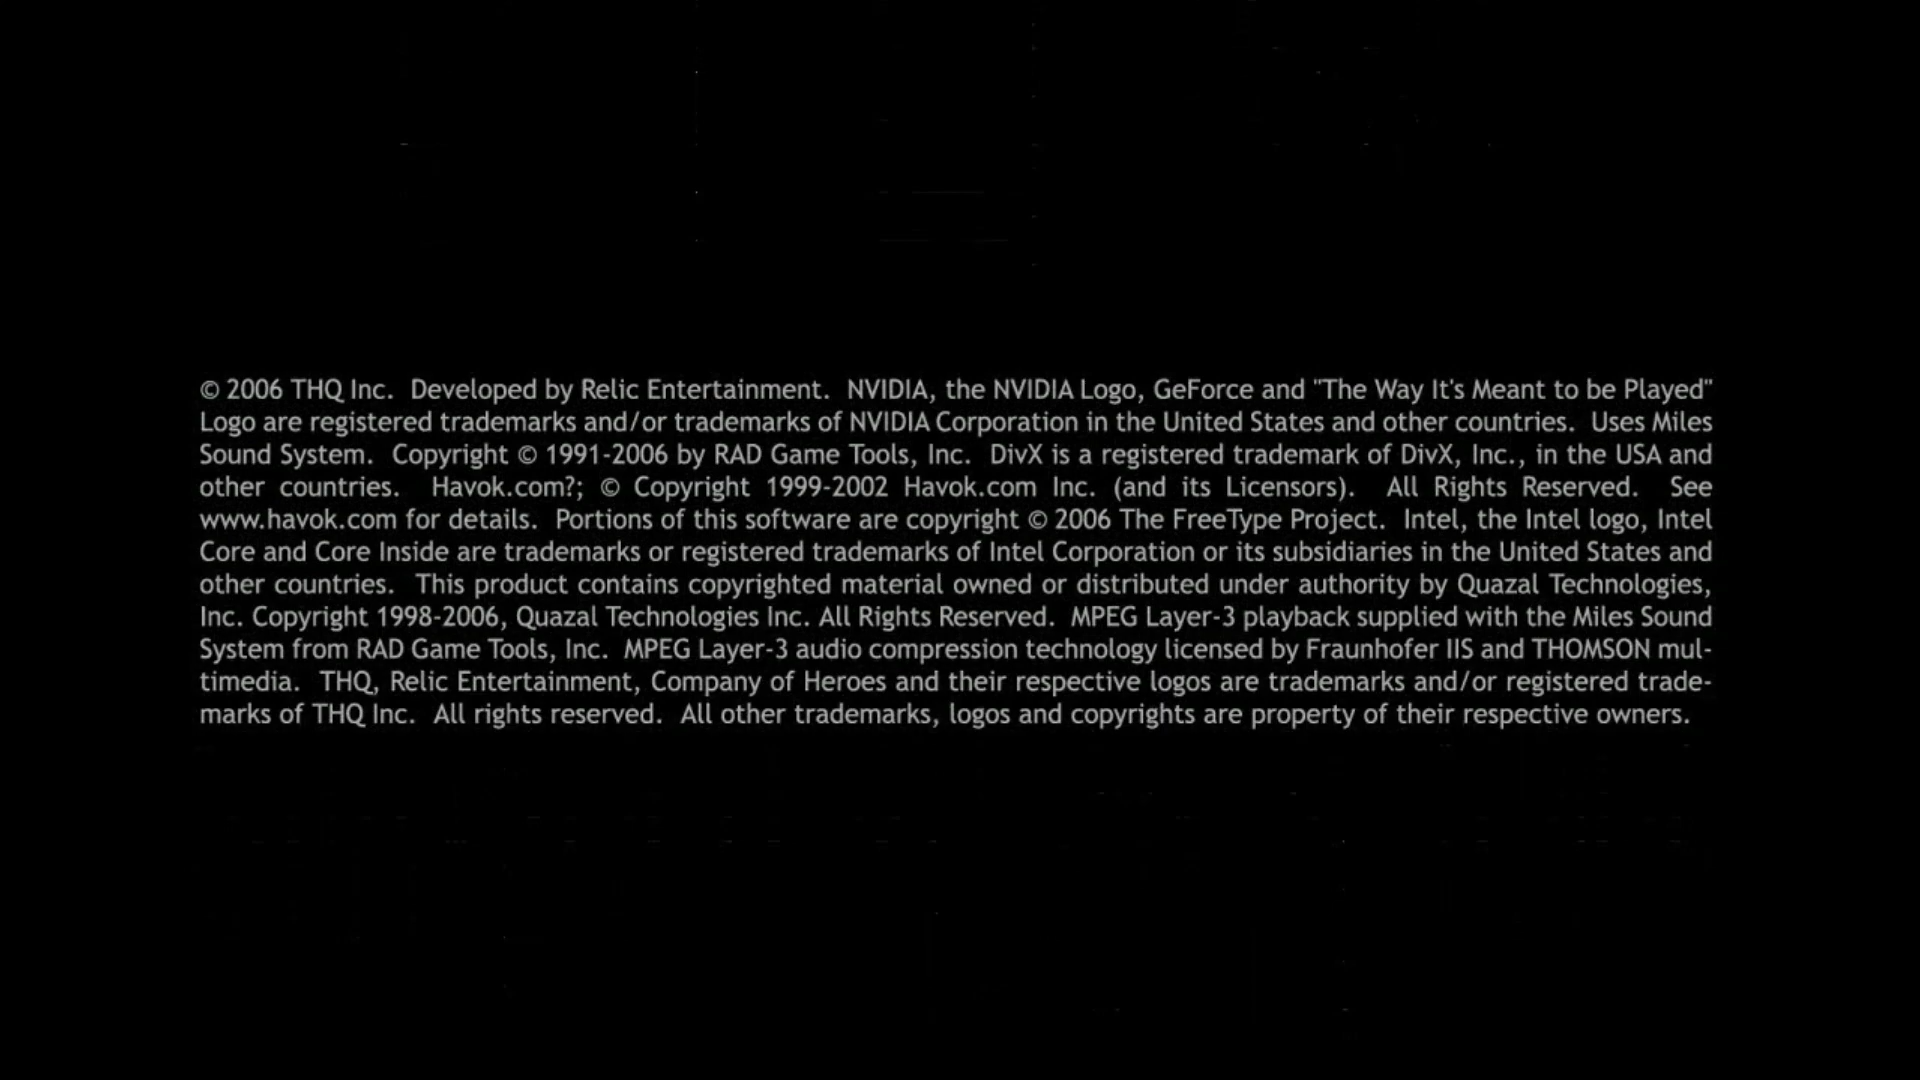 © 2006 THQ Inc.  Developed by Relic Entertainment.  NVIDIA, the NVIDIA Logo, GeForce and "The Way It's Meant to be Played"
Logo are registered trademarks and/or trademarks of NVIDIA Corporation in the United States and other countries.  Uses Miles
Sound System.  Copyright © 1991-2006 by RAD Game Tools, Inc.  DivX is a registered trademark of DivX, Inc., in the USA and
other countries.  Havok.com?; © Copyright 1999-2002 Havok.com Inc. (and its Licensors).  All Rights Reserved.  See
www.havok.com for details.  Portions of this software are copyright © 2006 The FreeType Project.  Intel, the Intel logo, Intel
Core and Core Inside are trademarks or registered trademarks of Intel Corporation or its subsidiaries in the United States and
other countries.  This product contains copyrighted material owned or distributed under authority by Quazal Technologies,
Inc. Copyright 1998-2006, Quazal Technologies Inc. All Rights Reserved.  MPEG Layer-3 playback supplied with the Miles Sound
System from RAD Game Tools, Inc.  MPEG Layer-3 audio compression technology licensed by Fraunhofer IIS and THOMSON mul-
timedia.  THQ, Relic Entertainment, Company of Heroes and their respective logos are trademarks and/or registered trade-
marks of THQ Inc.  All rights reserved.  All other trademarks, logos and copyrights are property of their respective owners.